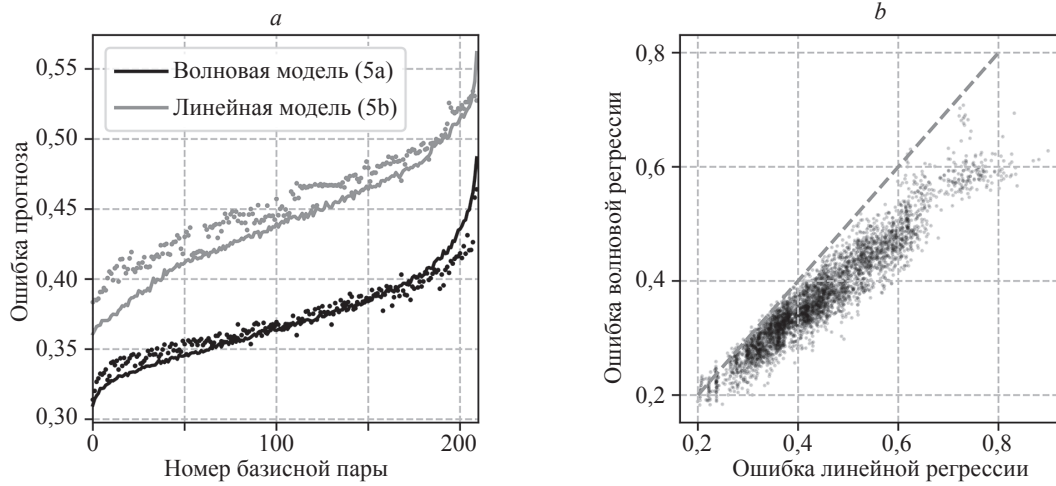 a
0,55
0,50
0,45
0,40
0,35
0,30
Ошибка прогноза
Волновая модель (5a)
Линейная модель (5b)
0
100
200
Номер базисной пары
b
0,8
0,6
0,4
0,2
Ошибка волновой регрессии
0,2
0,4
0,6
0,8
Ошибка линейной регрессии